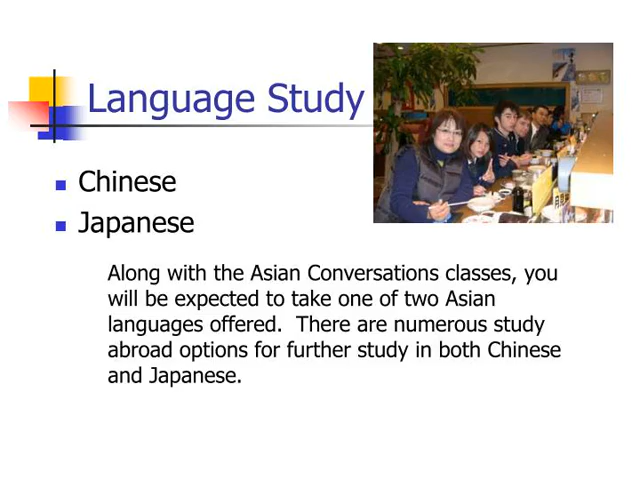 Language Study
Chinese
Japanese
Along with the Asian Conversations classes, you
will be expected to take one of two Asian
languages offered.  There are numerous study
abroad options for further study in both Chinese
and Japanese.